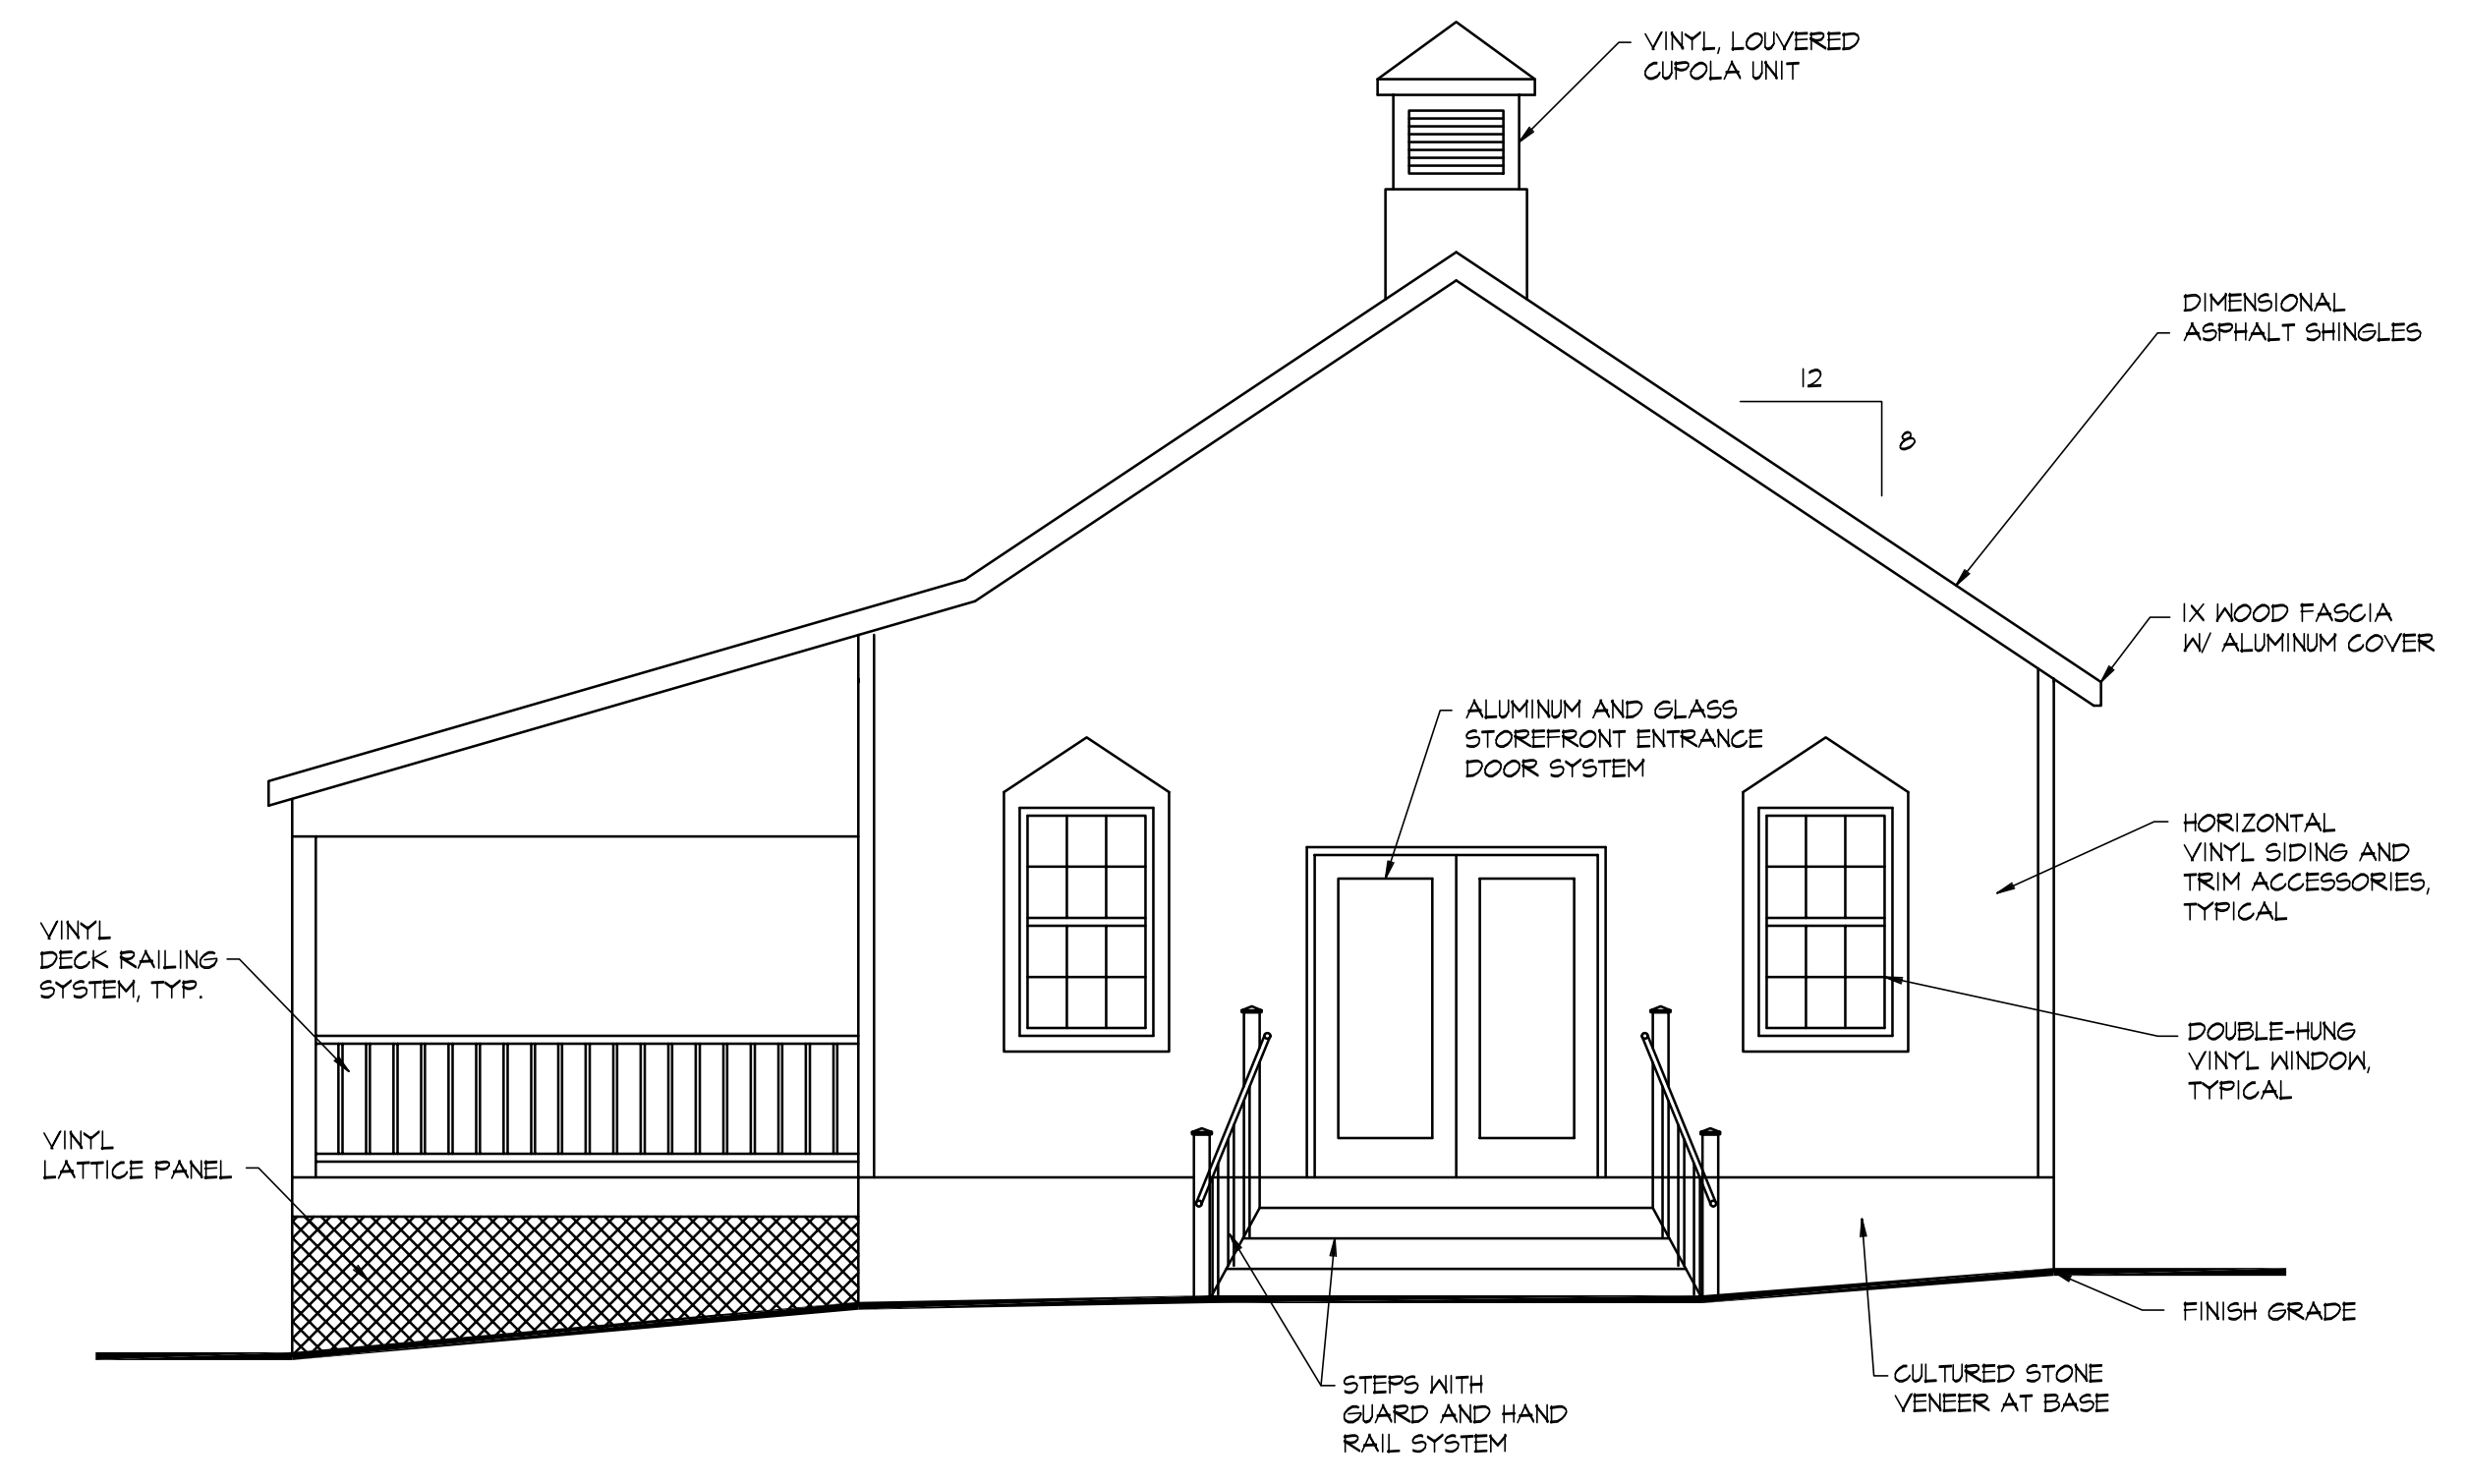 VINYL, LOUVERED
CUPOLA UNIT
DIMENSIONAL
ASPHALT SHINGLES
12
8
1X WOOD FASCIA
W/ ALUMINUM COVER
ALUMINUM AND GLASS
STOREFRONT ENTRANCE
DOOR SYSTEM
HORIZONTAL
VINYL SIDING AND
TRIM ACCESSORIES,
TYPICAL
VINYL
DECK RAILING
SYSTEM, TYP.
DOUBLE-HUNG
VINYL WINDOW,
TYPICAL
VINYL
LATTICE PANEL
FINISH GRADE
STEPS WITH
GUARD AND HAND
RAIL SYSTEM
CULTURED STONE
VENEER AT BASE